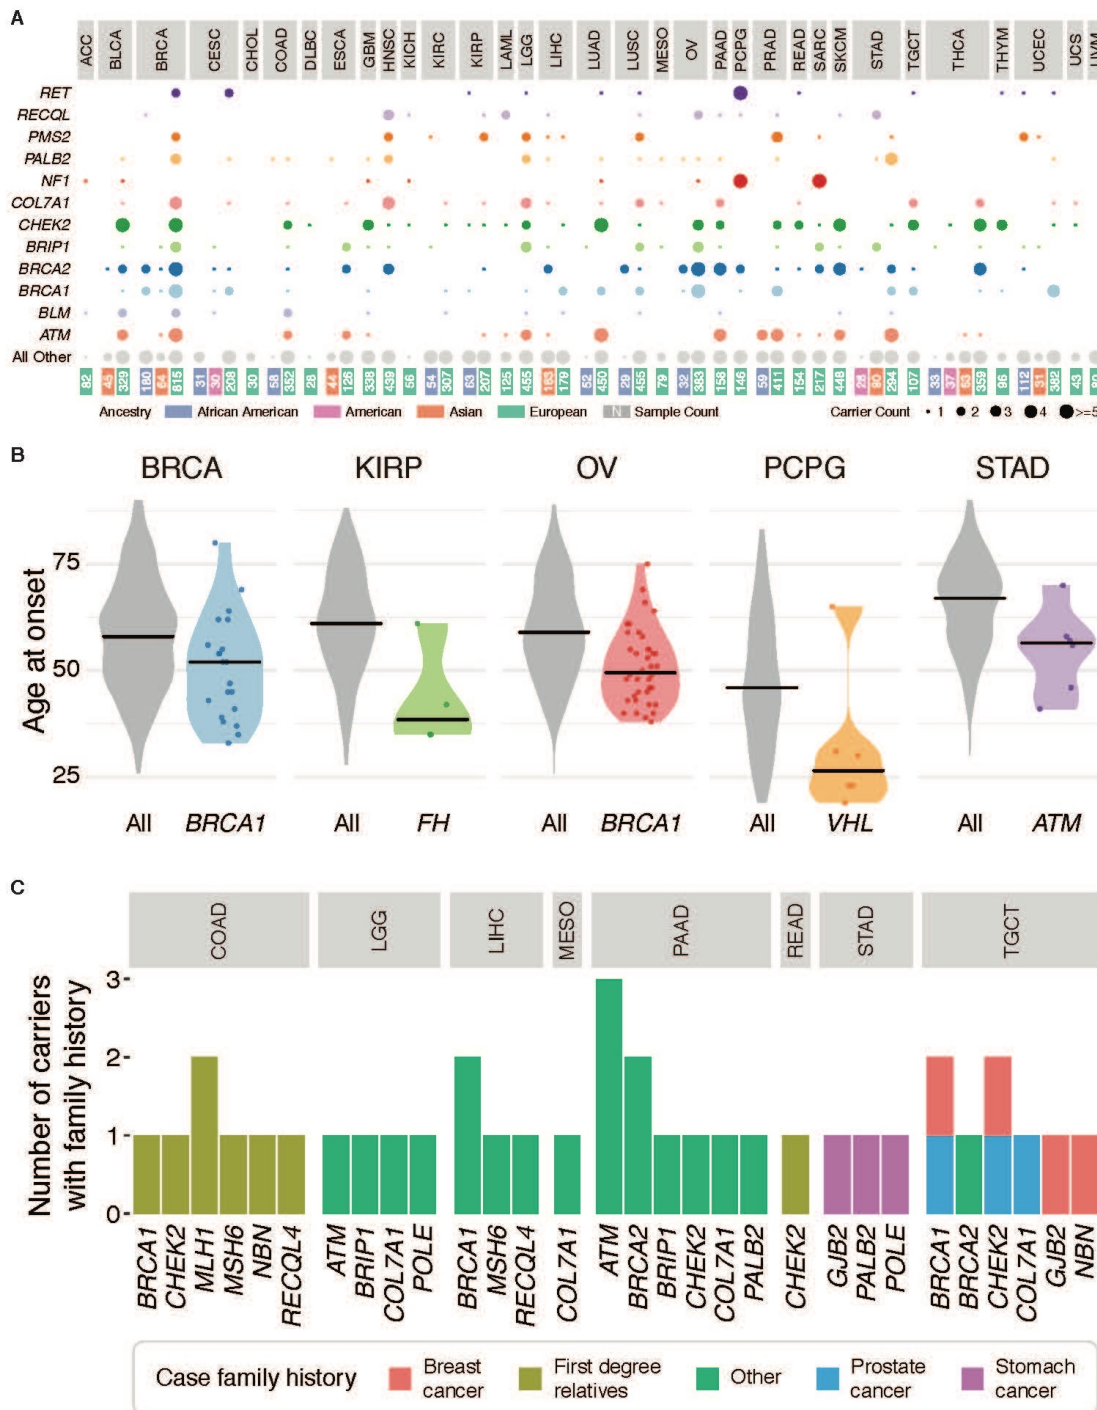 A
ACC BLCA BRCA CESC CHOL COAD DLBC ESCA GBM HNSC KICH KIRC KIRP LAML LGG LIHC LUAD LUSC MESO OV PAAD PCPG PRAD READ SARC SKCM STAD TGCT THCA THYM UCEC UCS UVM
RET
RECQL
PMS2
PALB2
NF1
COL7A1
CHEK2
BRIP1
BRCA2
BRCA1
BLM
ATM
All Other
82 45 329 180 64 815 31 30 208 30 58 352 28 44 126 338 439 56 54 307 63 207 125 455 163 179 52 450 29 455 79 32 383 158 146 59 411 154 217 448 28 90 294 107 33 37 53 359 96 112 31 382 43 80
Ancestry African American American Asian European N Sample Count Carrier Count 1 2 3 4 >=5
B
BRCA KIRP OV PCPG STAD
Age at onset
75
50
25
All BRCA1 All FH All BRCA1 All VHL All ATM
C
COAD LGG LIHC MESO PAAD READ STAD TGCT
Number of carriers
with family history
3
2
1
0
BRCA1 CHEK2 MLH1 MSH6 NBN RECQL4 ATM BRIP1 COL7A1 POLE BRCA1 MSH6 RECQL4 COL7A1 ATM BRCA2 BRIP1 CHEK2 COL7A1 PALB2 CHEK2 GJB2 PALB2 POLE BRCA1 BRCA2 CHEK2 COL7A1 GJB2 NBN
Case family history
Breast
cancer
First degree
relatives
Other
Prostate
cancer
Stomach
cancer